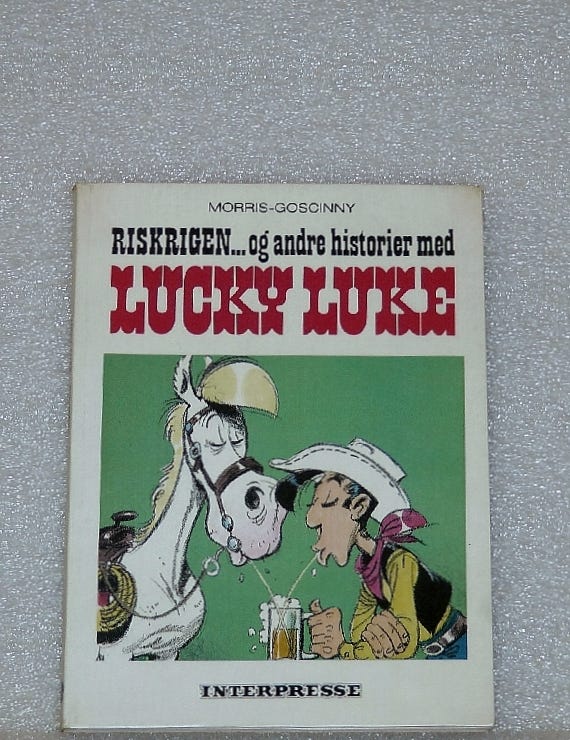 MORRIS-GOSCINNY
RISKRIGEN... og andre historier med
LUCKY LUKE
INTERPRESSE